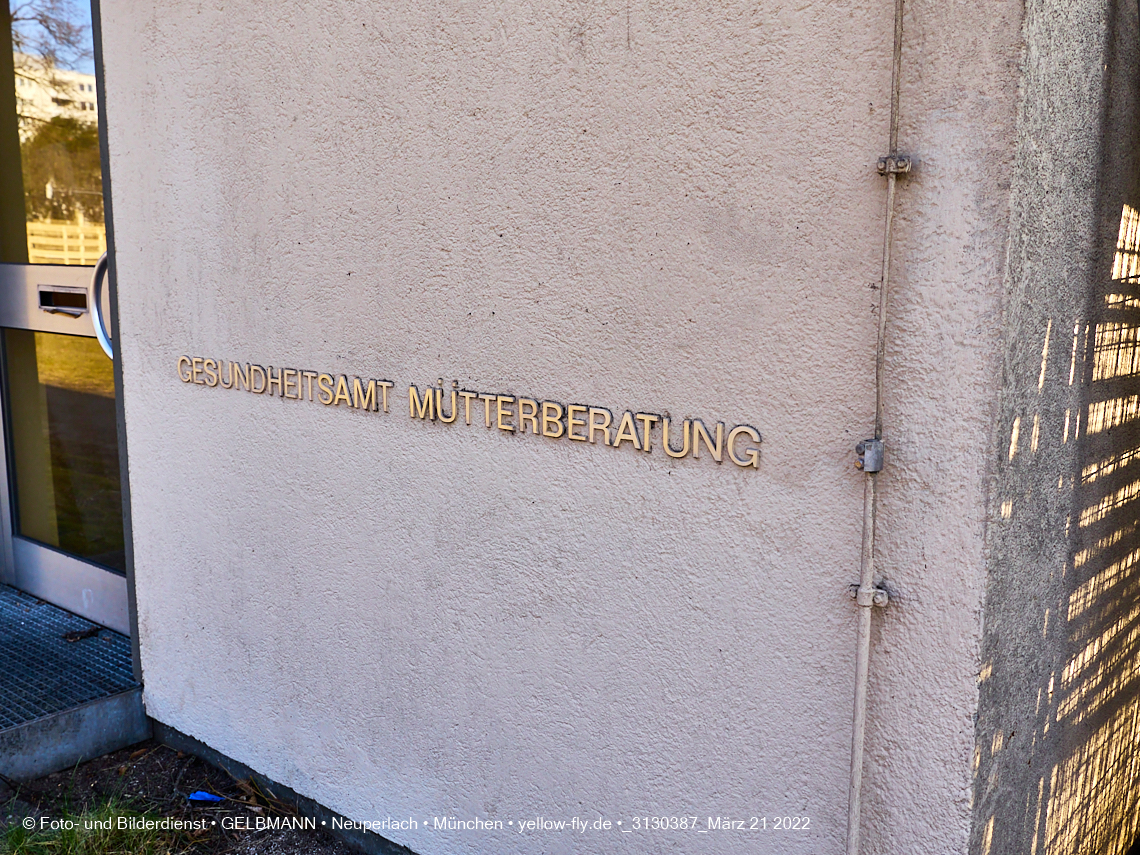 GESUNDHEITSAMT MÜTTERBERATUNG
© Foto- und Bilderdienst • GELBMANN • Neuperlach • München • yellow-fly.de •_3130387_März 21 2022